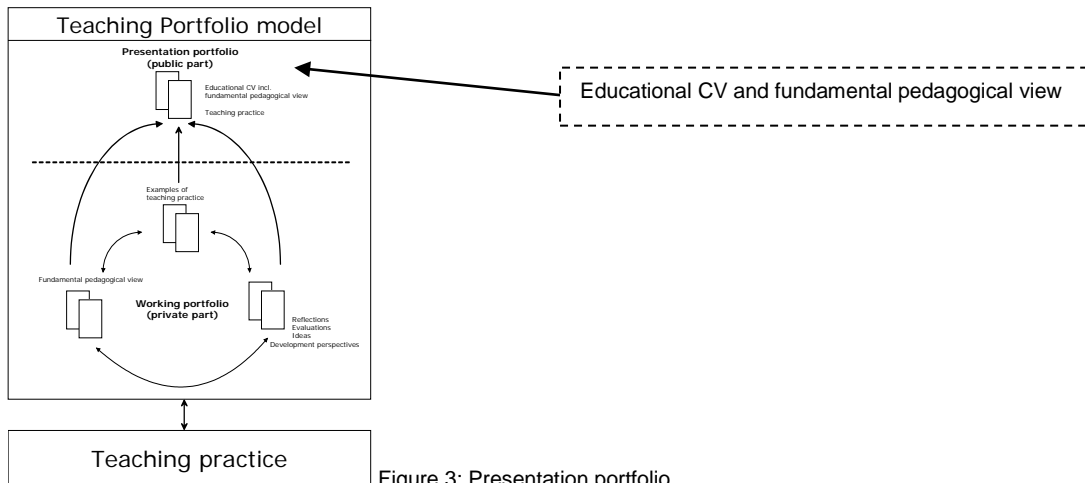 Teaching Portfolio model
Presentation portfolio
(public part)
Educational CV incl.
fundamental pedagogical view
Teaching practice
Educational CV and fundamental pedagogical view
Examples of
teaching practice
Fundamental pedagogical view
Working portfolio
(private part)
Reflections
Evaluations
Ideas
Development perspectives
Teaching practice
Figure 3: Presentation portfolio